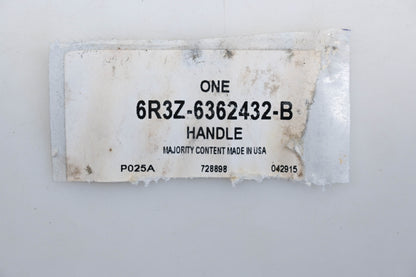 ONE
6R3Z-6362432-B
HANDLE
MAJORITY CONTENT MADE IN USA
P025A 728898 042915